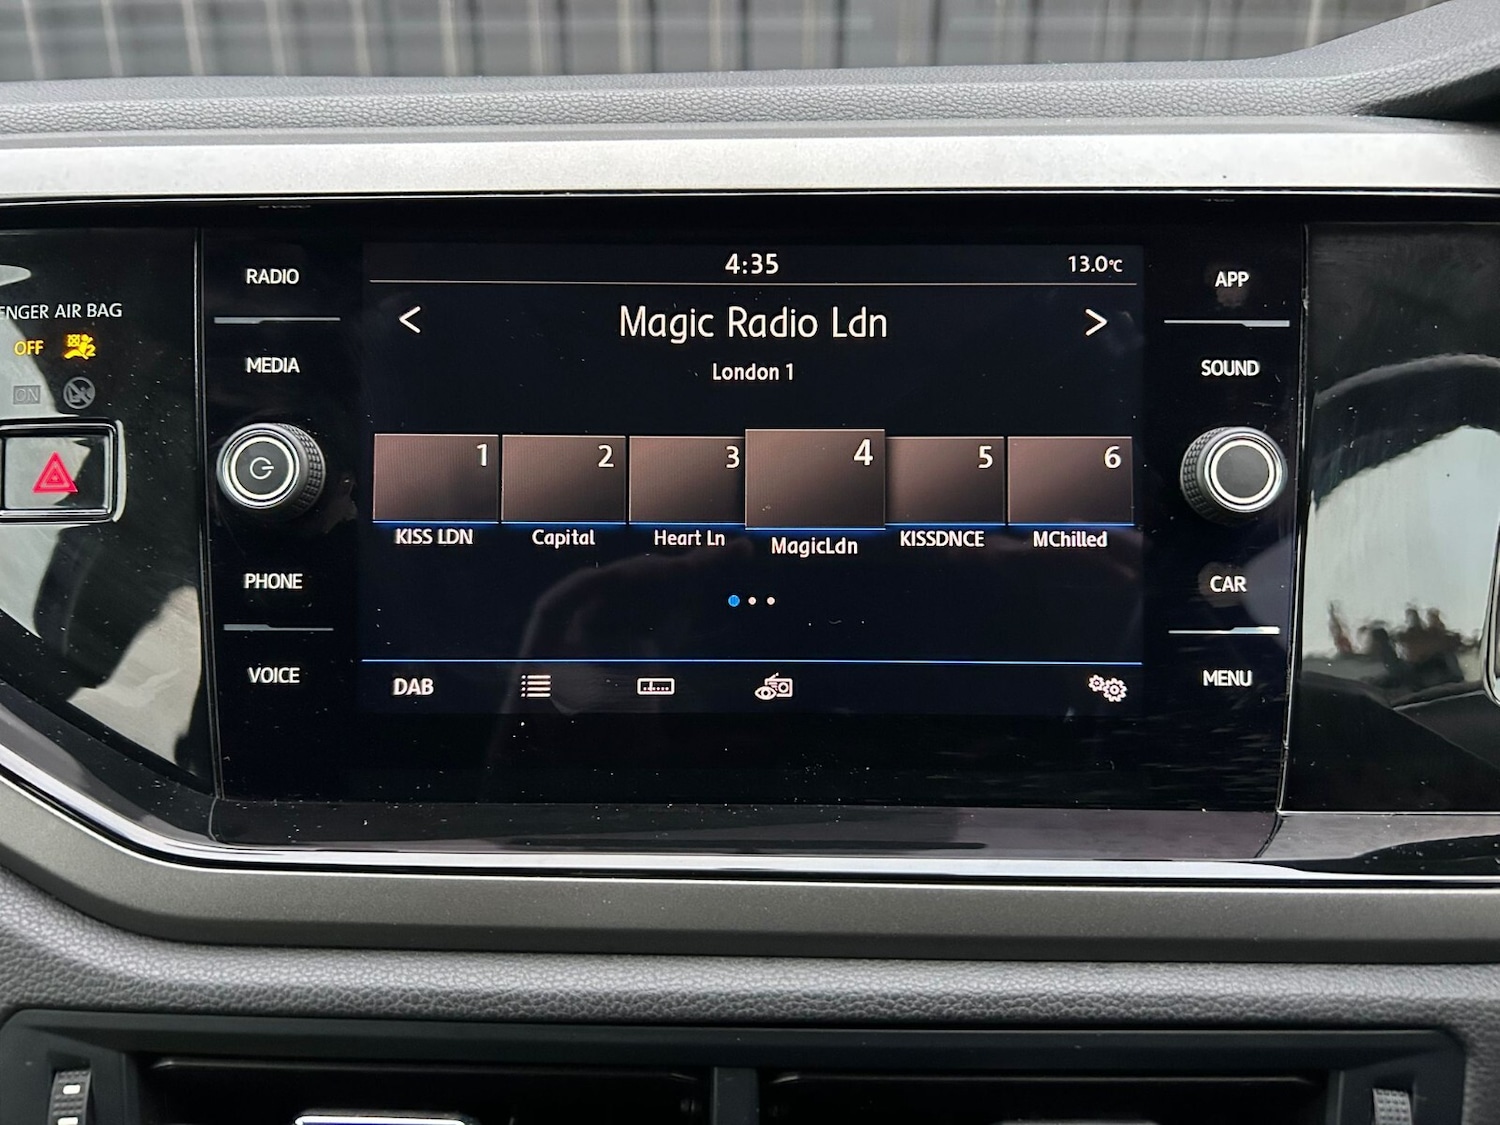 4:35
13.0°C
RADIO
APP
ENGER AIR BAG
< Magic Radio Ldn >
OFF 2
MEDIA
London 1
SOUND
ON
1 2 3 4 5 6
KISS LDN Capital Heart Ln MagicLdn KISSDNCE MChilled
PHONE
CAR
VOICE
DAB
MENU